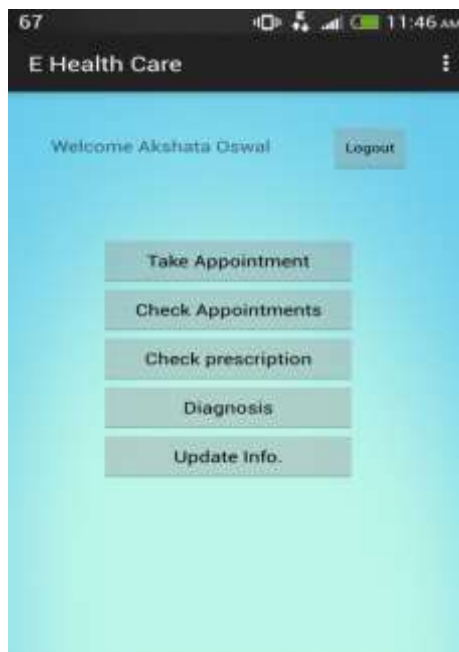 67 11:46 AM
E Health Care
Welcome Akshata Oswal Logout
Take Appointment
Check Appointments
Check prescription
Diagnosis
Update Info.